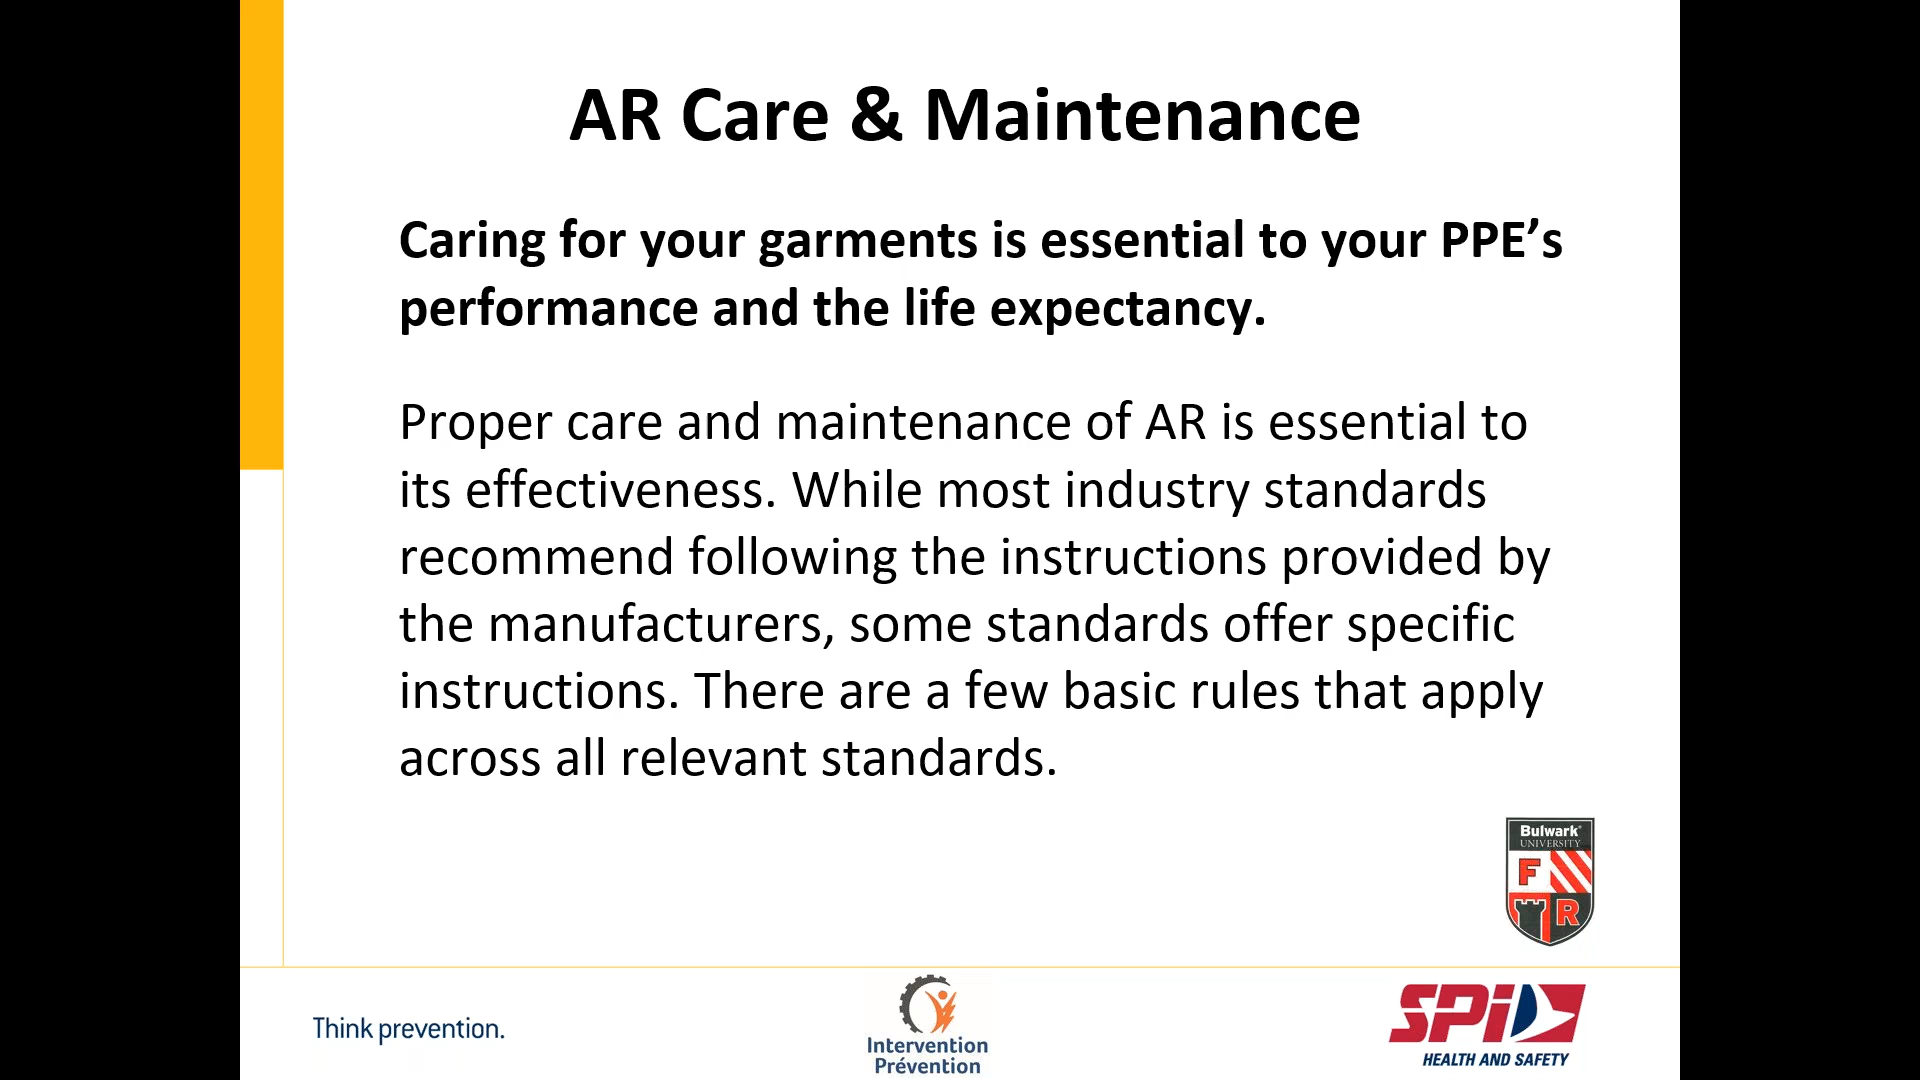 AR Care & Maintenance
Caring for your garments is essential to your PPE’s
performance and the life expectancy.
Proper care and maintenance of AR is essential to
its effectiveness. While most industry standards
recommend following the instructions provided by
the manufacturers, some standards offer specific
instructions. There are a few basic rules that apply
across all relevant standards.
Bulwark®
UNIVERSITY
F
R
Think prevention.
Intervention
Prévention
SPi
HEALTH AND SAFETY